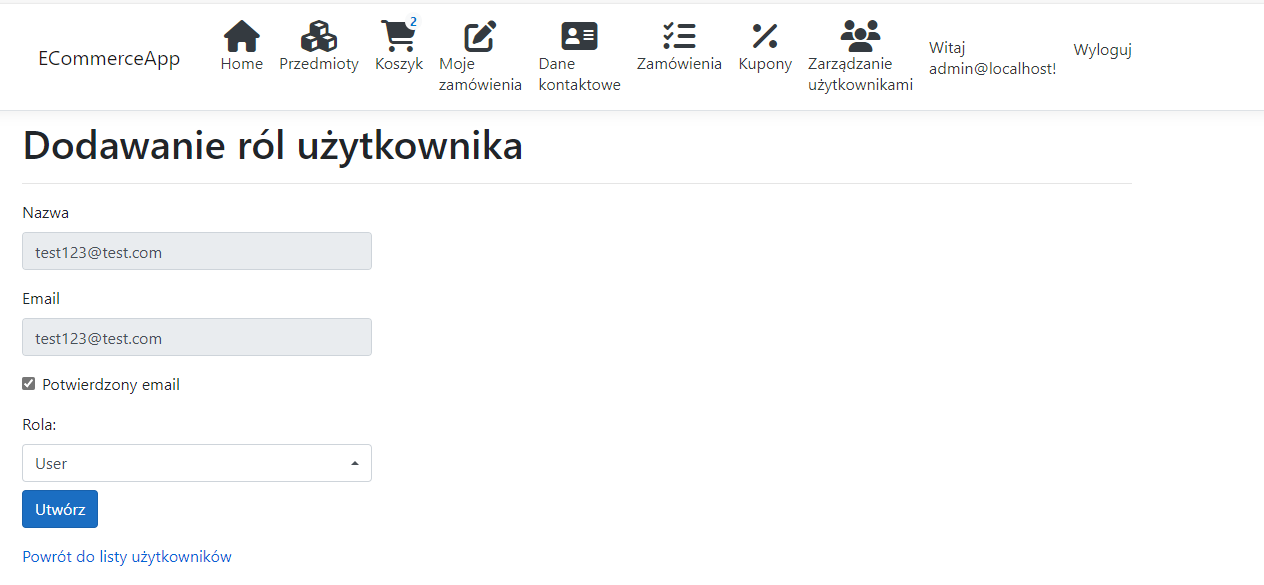 ECommerceApp
Home
Przedmioty
2
Koszyk
Moje
zamówienia
Dane
kontaktowe
Zamówienia
Kupony
Zarządzanie
użytkownikami
Witaj
admin@localhost!
Wyloguj
Dodawanie ról użytkownika
Nazwa
test123@test.com
Email
test123@test.com
Potwierdzony email
Rola:
User
Utwórz
Powrót do listy użytkowników